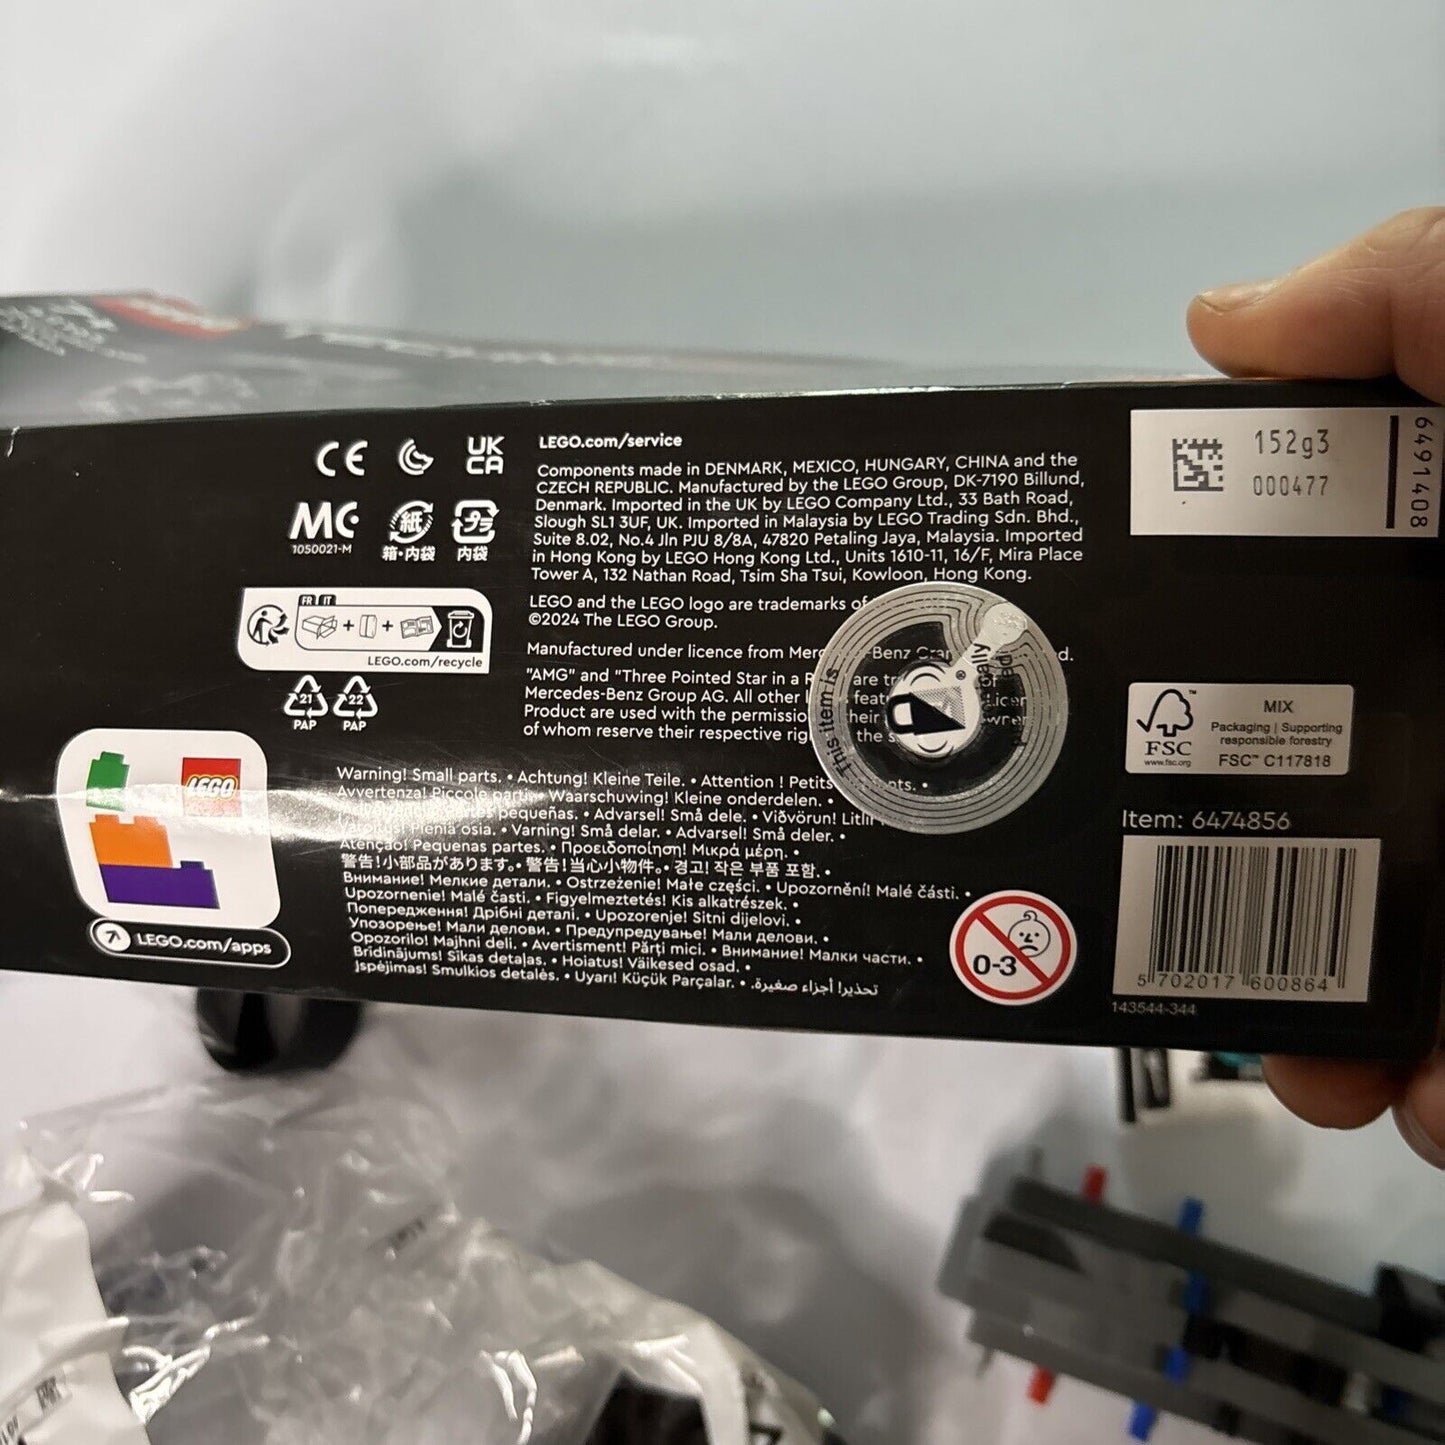 CE
UK
CA
MC
1050021-M
紙
箱・内袋
プラ
内袋
FR IT
LEGO.com/recycle
21
PAP
22
PAP
LEGO
LEGO.com/apps
LEGO.com/service
Components made in DENMARK, MEXICO, HUNGARY, CHINA and the
CZECH REPUBLIC. Manufactured by the LEGO Group, DK-7190 Billund,
Denmark. Imported in the UK by LEGO Company Ltd., 33 Bath Road,
Slough SL1 3UF, UK. Imported in Malaysia by LEGO Trading Sdn. Bhd.,
Suite 8.02, No.4 Jln PJU 8/8A, 47820 Petaling Jaya, Malaysia. Imported
in Hong Kong by LEGO Hong Kong Ltd., Units 1610-11, 16/F, Mira Place
Tower A, 132 Nathan Road, Tsim Sha Tsui, Kowloon, Hong Kong.
LEGO and the LEGO logo are trademarks of
©2024 The LEGO Group.
Manufactured under licence from
"AMG" and "Three Pointed Star in a are
Mercedes-Benz Group AG. All other
Product are used with the their
of whom reserve their respective the
This item is
Warning! Small parts. • Achtung! Kleine Teile. • Attention ! Petits
Avvertenza! Piccole parti • Waarschuwing! Kleine onderdelen. •
pequeñas. • Advarsel! Små dele. • Viðvörun!
osia. • Varning! Små delar. • Advarsel! Små deler. •
Atenção! Pequenas partes. • Προειδοποίηση! Μικρά μέρη. •
警告!小部品があります。• 警告!当心小物件。• 경고! 작은 부품 포함. •
Внимание! Мелкие детали. • Ostrzeżenie! Małe części. • Upozornění! Malé části. •
Upozornenie! Malé časti. • Figyelmeztetés! Kis alkatrészek. •
Попередження! Дрібні деталі. • Upozorenje! Sitni dijelovi. •
Упозорење! Мали делови. • Предупредување! Мали делови. •
Opozorilo! Majhni deli. • Avertisment! Părți mici. • Внимание! Малки части. •
Brīdinājums! Sīkas detaļas. • Hoiatus! Väikesed osad. •
Įspėjimas! Smulkios detalės. • Uyarı! Küçük Parçalar. • تحذير! أجزاء صغيرة.
0-3
152g3
000477
6491408
FSC™
www.fsc.org
MIX
Packaging | Supporting
responsible forestry
FSC™ C117818
Item: 6474856
5 702017 600864
143544-344